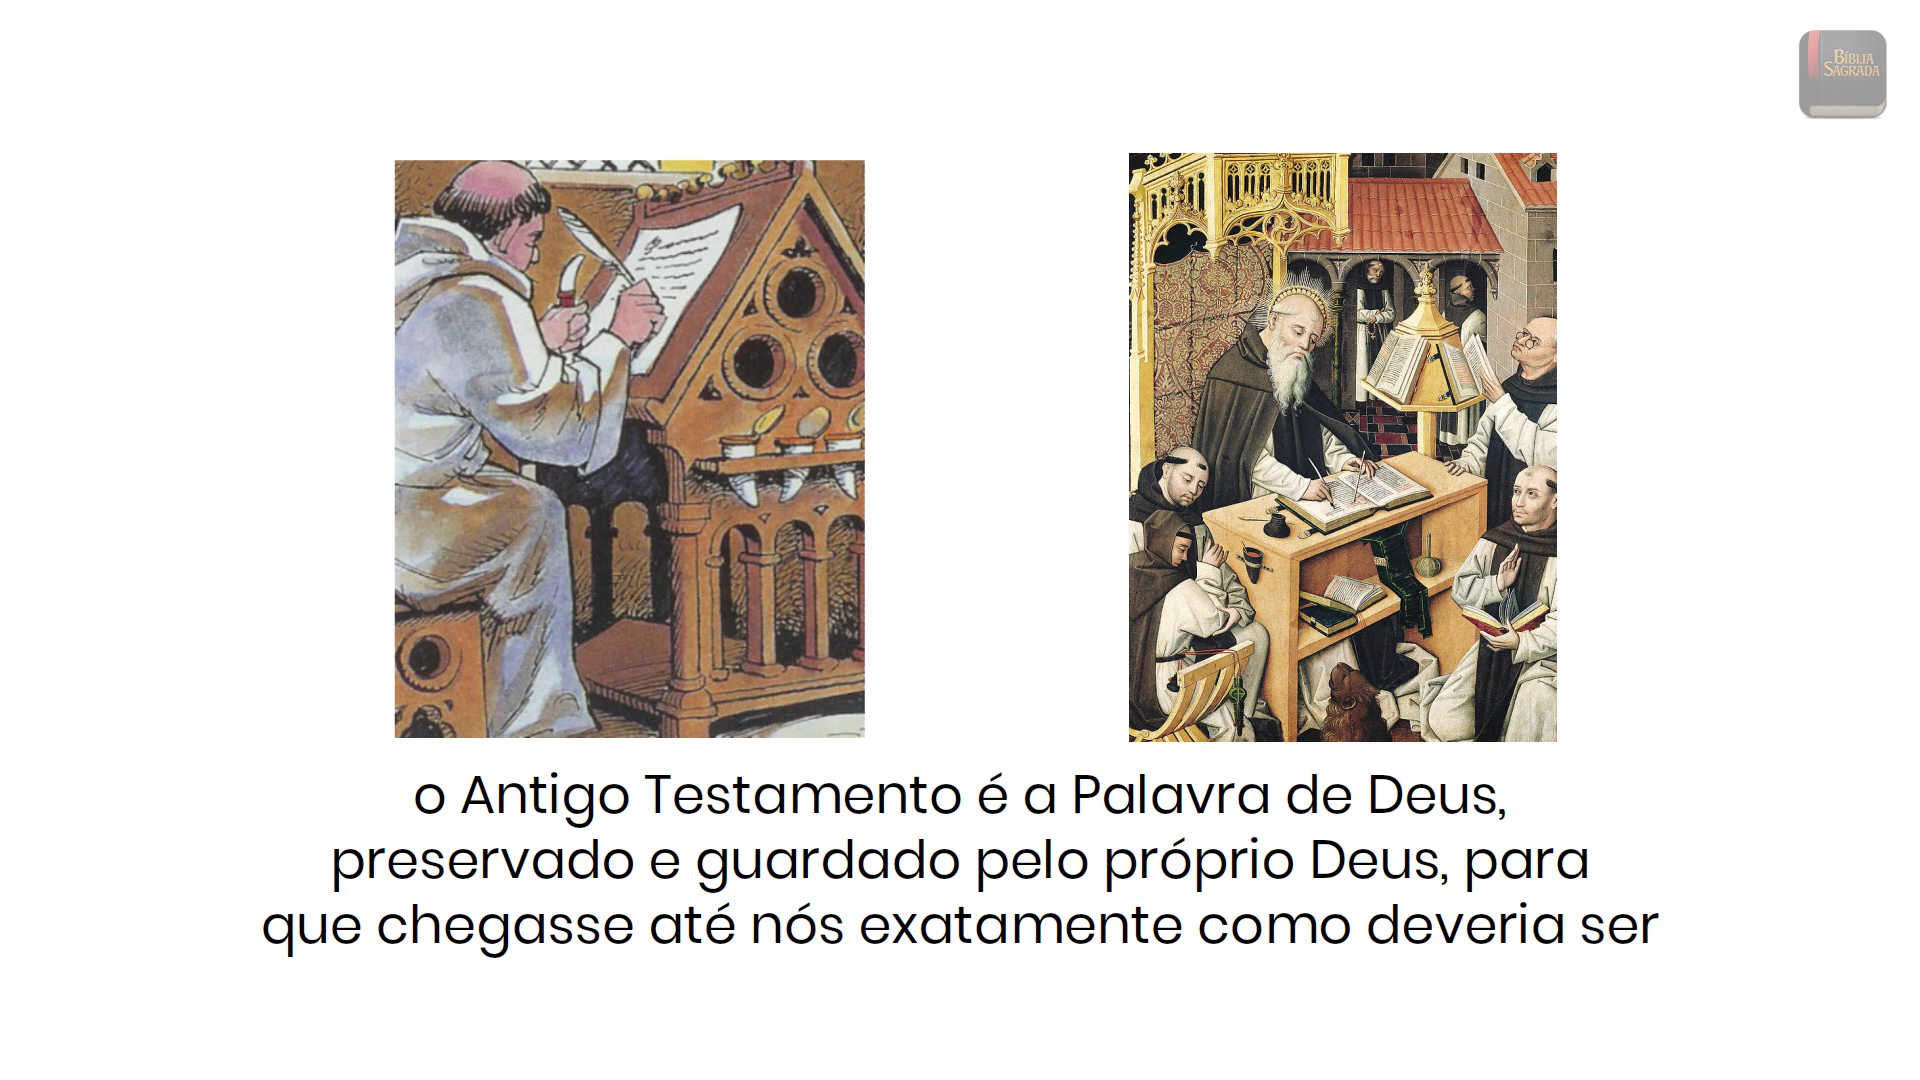 BÍBLIA
SAGRADA
o Antigo Testamento é a Palavra de Deus,
preservado e guardado pelo próprio Deus, para
que chegasse até nós exatamente como deveria ser